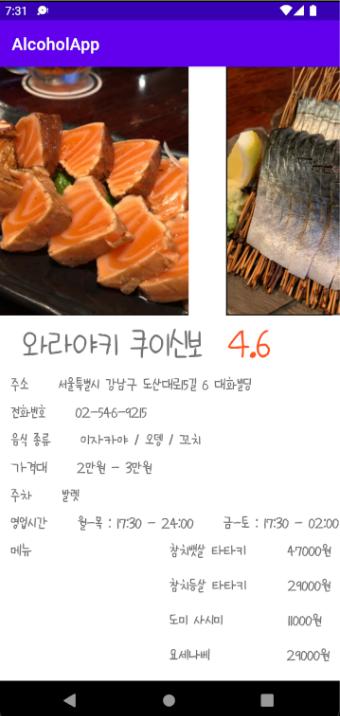 7:31
AlcoholApp
와라야키 쿠이신보 4.6
주소 서울특별시 강남구 도산대로15길 6 대화빌딩
전화번호 02-546-9215
음식 종류 이자카야 / 오뎅 / 꼬치
가격대 2만원 - 3만원
주차 발렛
영업시간 월-목 : 17:30 - 24:00 금-토 : 17:30 - 02:00
메뉴 참치뱃살 타타키 47000원
참치등살 타타키 29000원
도미 사시미 11000원
요세나베 29000원